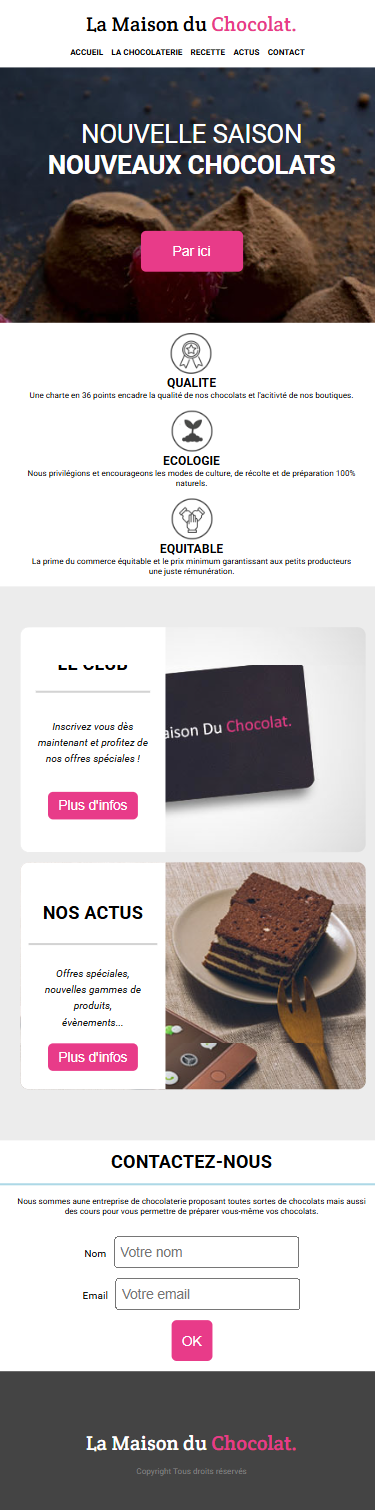 La Maison du Chocolat.
ACCUEIL LA CHOCOLATERIE RECETTE ACTUS CONTACT
NOUVELLE SAISON
NOUVEAUX CHOCOLATS
Par ici
QUALITE
Une charte en 36 points encadre la qualité de nos chocolats et l'acitivté de nos boutiques.
ECOLOGIE
Nous privilégions et encourageons les modes de culture, de récolte et de préparation 100%
naturels.
EQUITABLE
La prime du commerce équitable et le prix minimum garantissant aux petits producteurs
une juste rémunération.
LE CLUB
Inscrivez vous dès
maintenant et profitez de
nos offres spéciales !
Plus d'infos
aison Du Chocolat.
NOS ACTUS
Offres spéciales,
nouvelles gammes de
produits,
évènements...
Plus d'infos
CONTACTEZ-NOUS
Nous sommes aune entreprise de chocolaterie proposant toutes sortes de chocolats mais aussi
des cours pour vous permettre de préparer vous-même vos chocolats.
Nom Votre nom
Email Votre email
OK
La Maison du Chocolat.
Copyright Tous droits réservés